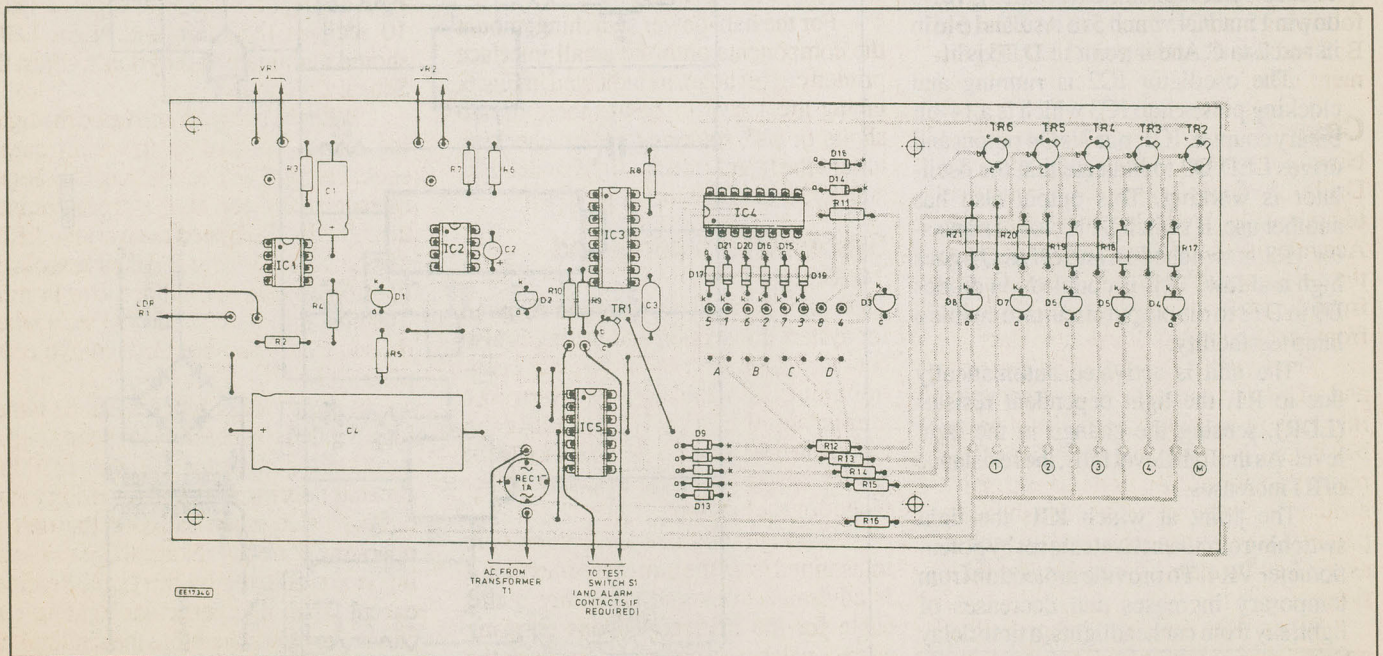 VR1
VR2
TR6
TR5
TR4
TR3
TR2
e
b
c
R3
C1
R7
R8
D18
a k
D14
a k
R11
IC3
IC4
IC1
IC2
C2
+
D21 D20 D16 D15
D17
D19
R21
R20
R19
R18
R17
LDR
R1
R4
D1
k
a
D2
k
a
R10
R9
TR1
C3
D3
k
a
D8
D7
D6
D5
D4
5 1 6 2 7 3 8 4
R2
R5
A B C D
C4
+
IC5
D9
a k
D13
R12
R13
R14
R15
R16
REC1
1A
+
1 2 3 4 M
AC FROM
TRANSFORMER
T1
TO TEST
SWITCH S1
(AND ALARM
CONTACTS IF
REQUIRED)
EE1734G